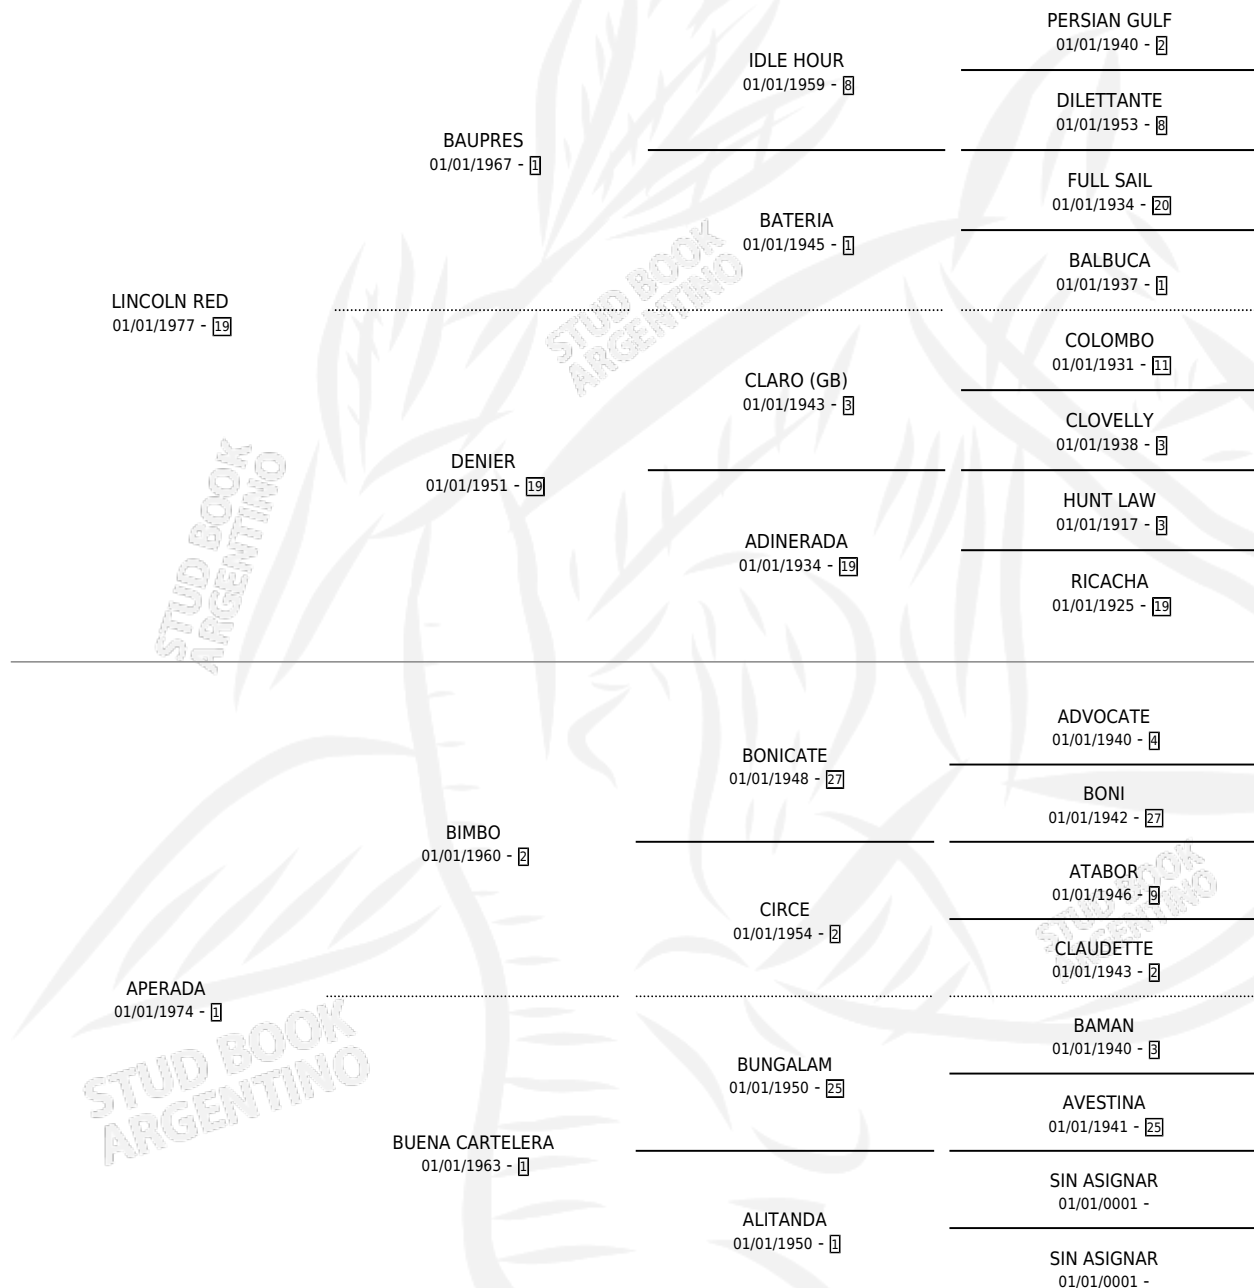 PERSIAN GULF
01/01/1940 - 2
IDLE HOUR
01/01/1959 - 8
DILETTANTE
01/01/1953 - 8
BAUPRES
01/01/1967 - 1
FULL SAIL
01/01/1934 - 20
BATERIA
01/01/1945 - 1
BALBUCA
01/01/1937 - 1
LINCOLN RED
01/01/1977 - 19
COLOMBO
01/01/1931 - 11
CLARO (GB)
01/01/1943 - 3
CLOVELLY
01/01/1938 - 3
DENIER
01/01/1951 - 19
HUNT LAW
01/01/1917 - 3
ADINERADA
01/01/1934 - 19
RICACHA
01/01/1925 - 19
ADVOCATE
01/01/1940 - 4
BONICATE
01/01/1948 - 27
BONI
01/01/1942 - 27
BIMBO
01/01/1960 - 2
ATABOR
01/01/1946 - 9
CIRCE
01/01/1954 - 2
CLAUDETTE
01/01/1943 - 2
APERADA
01/01/1974 - 1
BAMAN
01/01/1940 - 3
BUNGALAM
01/01/1950 - 25
AVESTINA
01/01/1941 - 25
BUENA CARTELERA
01/01/1963 - 1
SIN ASIGNAR
01/01/0001 -
ALITANDA
01/01/1950 - 1
SIN ASIGNAR
01/01/0001 -
STUD BOOK
ARGENTINO
STUD BOOK
ARGENTINO
STUD BOOK
ARGENTINO
STUD BOOK
ARGENTINO